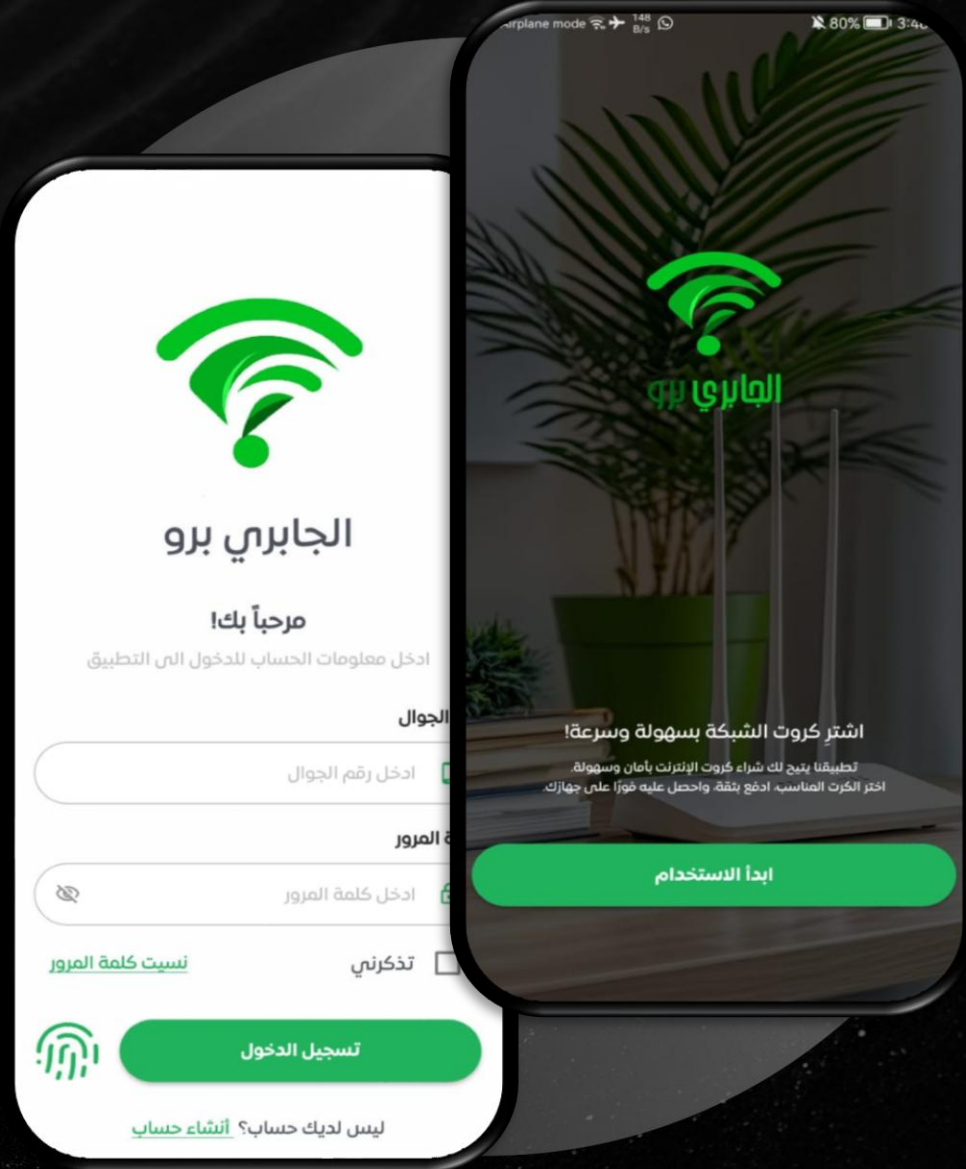 الجابري برو
مرحباً بك!
ادخل معلومات الحساب للدخول الى التطبيق
الجوال
ادخل رقم الجوال
المرور
ادخل كلمة المرور
تذكرني
نسيت كلمة المرور
تسجيل الدخول
ليس لديك حساب؟ أنشاء حساب
Airplane mode 148 B/s 80%
الجابري برو
اشترِ كروت الشبكة بسهولة وسرعة!
تطبيقنا يتيح لك شراء كروت الإنترنت بأمان وسهولة.
اختر الكرت المناسب، ادفع بثقة، واحصل عليه فورًا على جهازك.
ابدأ الاستخدام